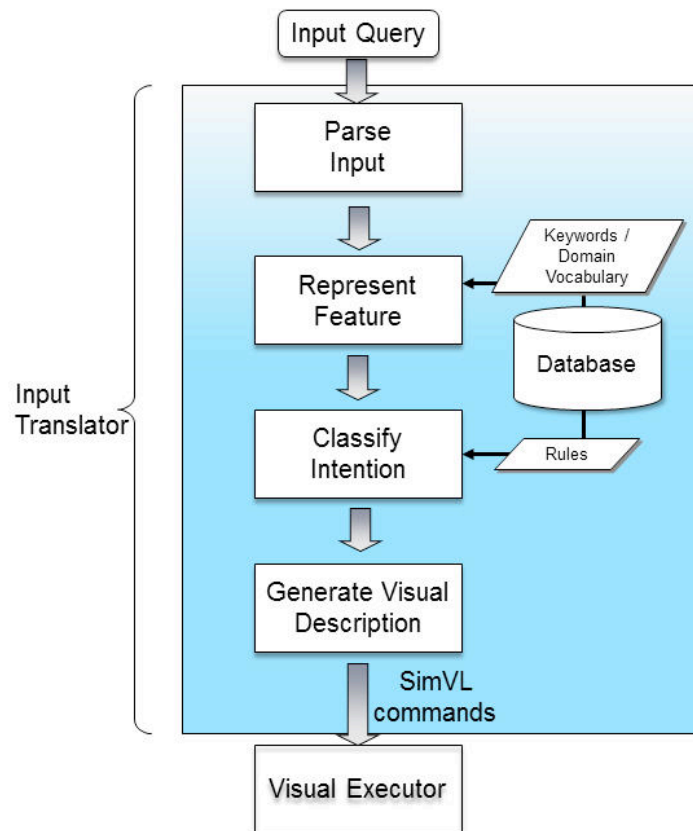 Input Query
Parse
Input
Keywords /
Domain
Vocabulary
Represent
Feature
Database
Input
Translator
Classify
Intention
Rules
Generate Visual
Description
SimVL
commands
Visual Executor